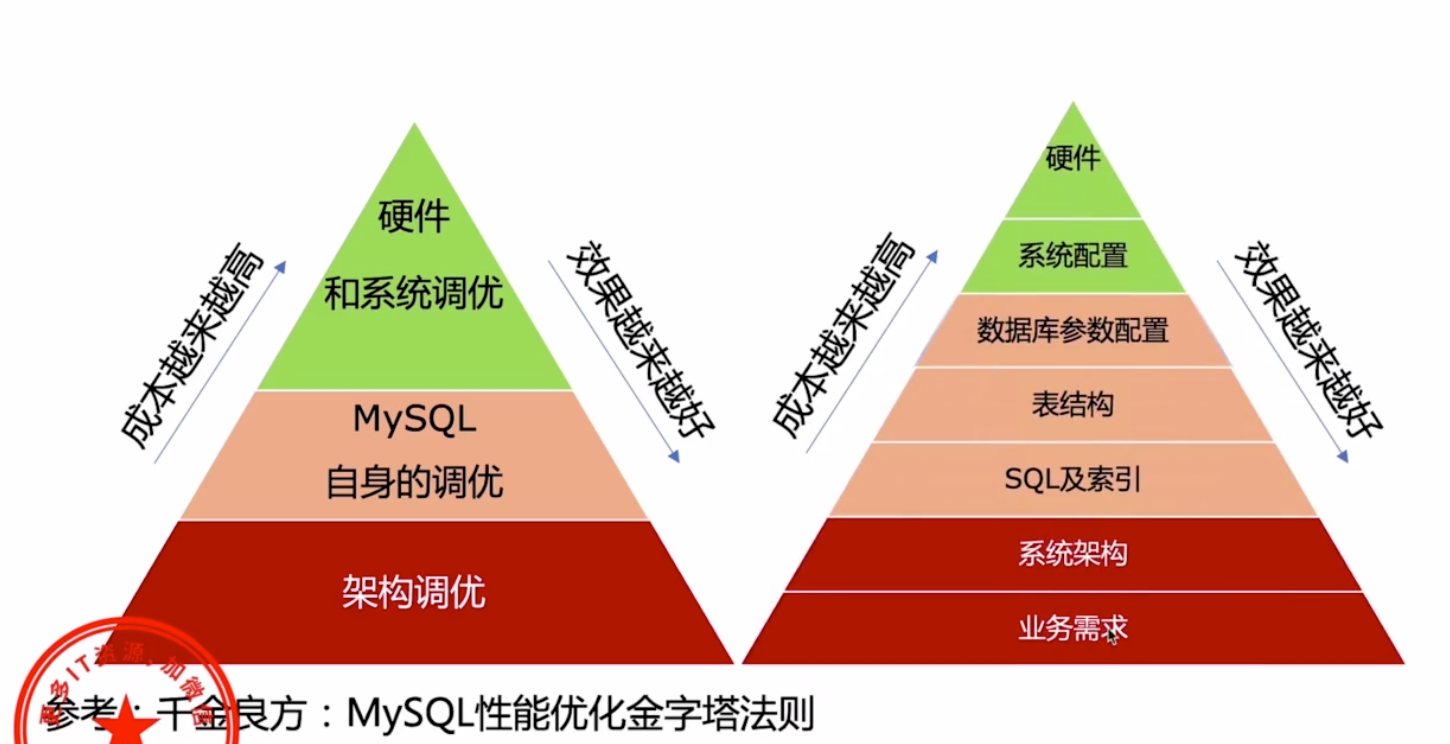 硬件
和系统调优
MySQL
自身的调优
架构调优
成本越来越高
效果越来越好
硬件
系统配置
数据库参数配置
表结构
SQL及索引
系统架构
业务需求
成本越来越高
效果越来越好
参考：千金良方：MySQL性能优化金字塔法则
更多IT资源，加微信